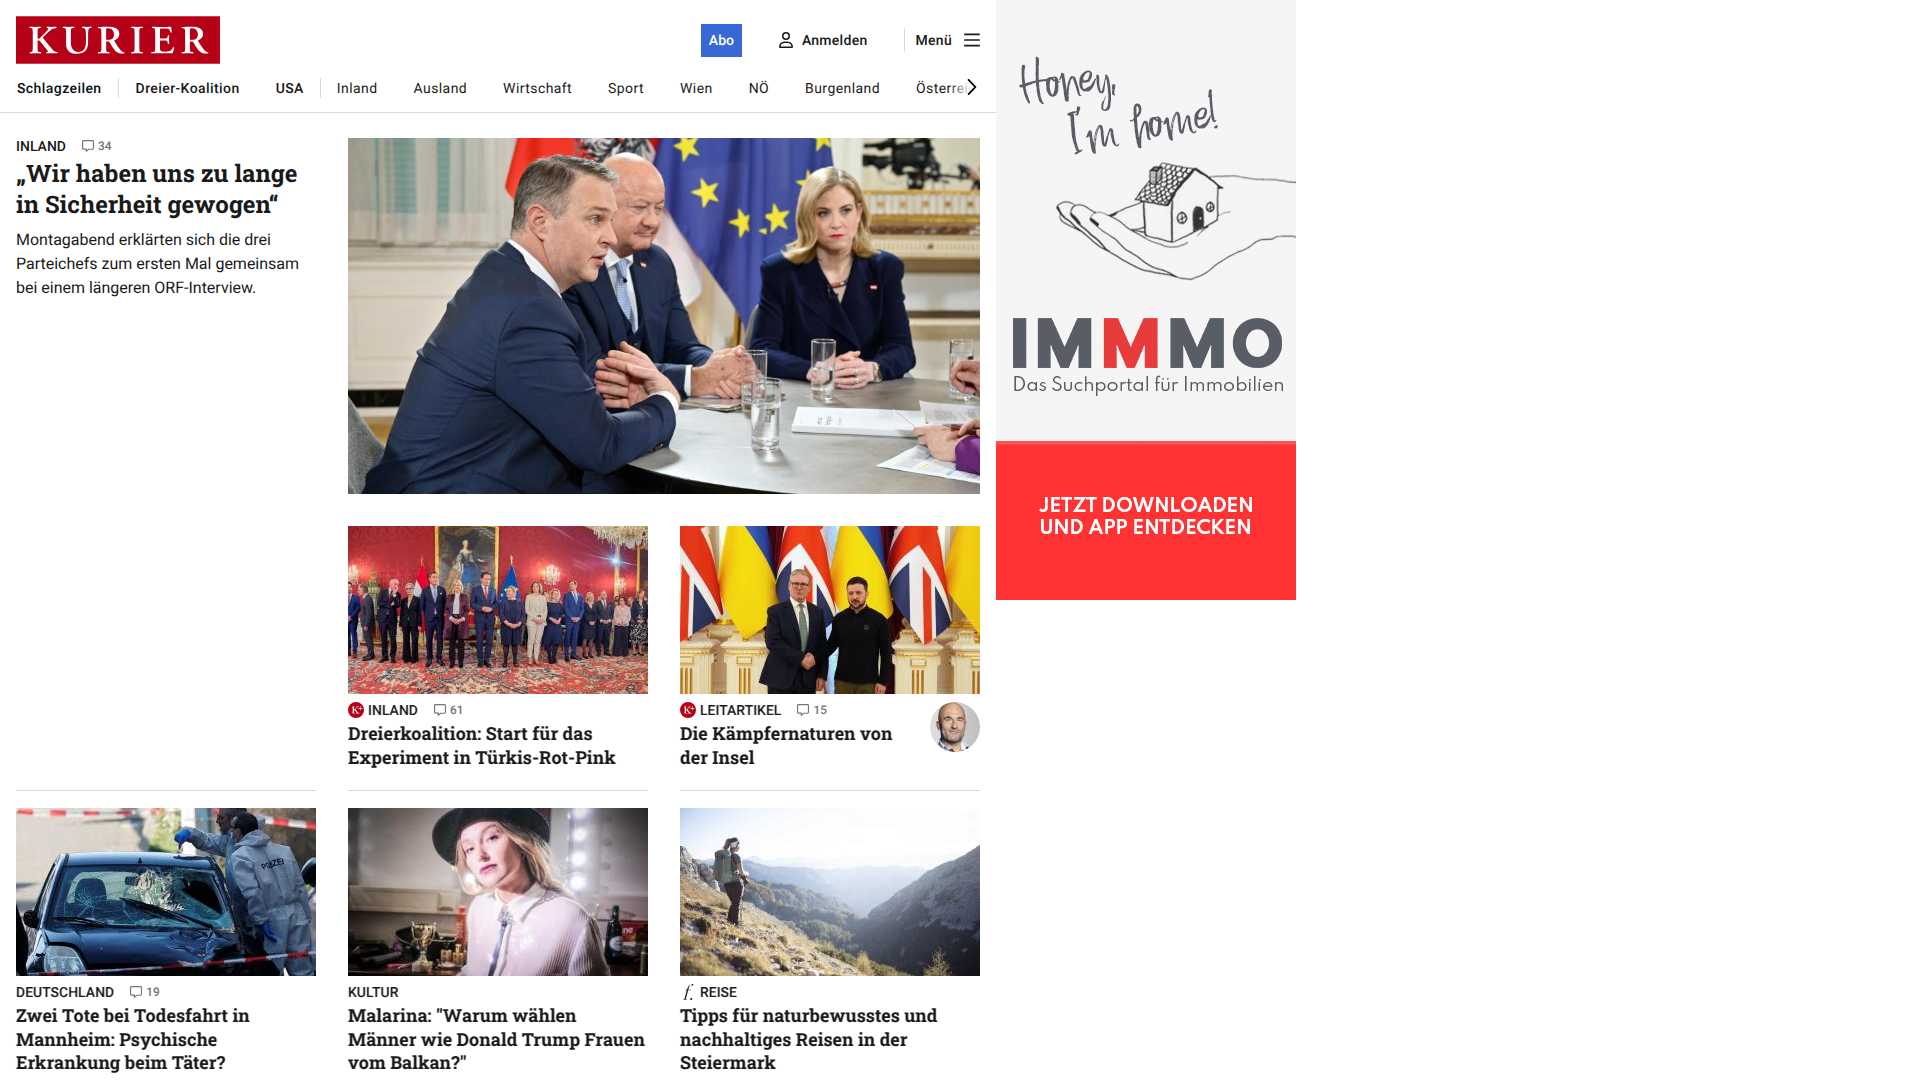 KURIER
Abo
Anmelden
Menü
Schlagzeilen
Dreier-Koalition
USA
Inland
Ausland
Wirtschaft
Sport
Wien
NÖ
Burgenland
Österrei
INLAND 34
„Wir haben uns zu lange
in Sicherheit gewogen“
Montagabend erklärten sich die drei
Parteichefs zum ersten Mal gemeinsam
bei einem längeren ORF-Interview.
K+ INLAND 61
Dreierkoalition: Start für das
Experiment in Türkis-Rot-Pink
K+ LEITARTIKEL 15
Die Kämpfernaturen von
der Insel
POLIZEI
DEUTSCHLAND 19
Zwei Tote bei Todesfahrt in
Mannheim: Psychische
Erkrankung beim Täter?
KULTUR
Malarina: "Warum wählen
Männer wie Donald Trump Frauen
vom Balkan?"
f. REISE
Tipps für naturbewusstes und
nachhaltiges Reisen in der
Steiermark
Honey,
I'm home!
IMMMO
Das Suchportal für Immobilien
JETZT DOWNLOADEN
UND APP ENTDECKEN